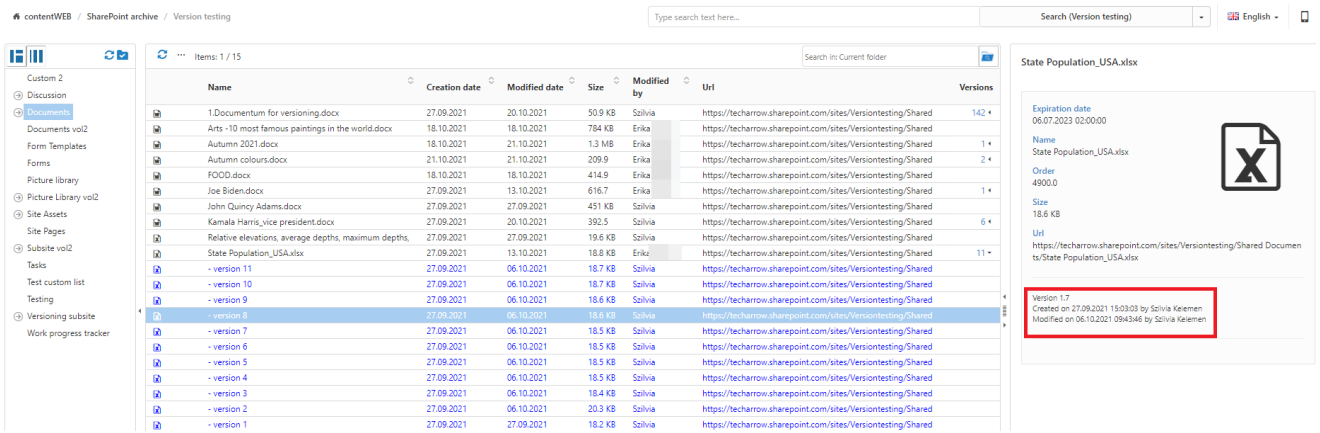 contentWEB / SharePoint archive / Version testing
Type search text here...
Search (Version testing)
English
Items: 1 / 15
Search in: Current folder
Custom 2
Discussion
Documents
Documents vol2
Form Templates
Forms
Picture library
Picture Library vol2
Site Assets
Site Pages
Subsite vol2
Tasks
Test custom list
Testing
Versioning subsite
Work progress tracker
Name Creation date Modified date Size Modified by Url Versions
1.Documentum for versioning.docx 27.09.2021 20.10.2021 50.9 KB Szilvia https://techarrow.sharepoint.com/sites/Versiontesting/Shared 142
Arts -10 most famous paintings in the world.docx 18.10.2021 18.10.2021 784 KB Erika https://techarrow.sharepoint.com/sites/Versiontesting/Shared
Autumn 2021.docx 18.10.2021 21.10.2021 1.3 MB Erika https://techarrow.sharepoint.com/sites/Versiontesting/Shared 1
Autumn colours.docx 21.10.2021 21.10.2021 209.9 Erika https://techarrow.sharepoint.com/sites/Versiontesting/Shared 2
FOOD.docx 18.10.2021 18.10.2021 414.9 Erika https://techarrow.sharepoint.com/sites/Versiontesting/Shared
Joe Biden.docx 27.09.2021 13.10.2021 616.7 Erika https://techarrow.sharepoint.com/sites/Versiontesting/Shared 1
John Quincy Adams.docx 27.09.2021 27.09.2021 451 KB Szilvia https://techarrow.sharepoint.com/sites/Versiontesting/Shared
Kamala Harris_vice president.docx 27.09.2021 20.10.2021 392.5 Szilvia https://techarrow.sharepoint.com/sites/Versiontesting/Shared 6
Relative elevations, average depths, maximum depths, 27.09.2021 27.09.2021 19.6 KB Szilvia https://techarrow.sharepoint.com/sites/Versiontesting/Shared
State Population_USA.xlsx 27.09.2021 13.10.2021 18.8 KB Erika https://techarrow.sharepoint.com/sites/Versiontesting/Shared 11
- version 11 27.09.2021 06.10.2021 18.7 KB Szilvia https://techarrow.sharepoint.com/sites/Versiontesting/Shared
- version 10 27.09.2021 06.10.2021 18.7 KB Szilvia https://techarrow.sharepoint.com/sites/Versiontesting/Shared
- version 9 27.09.2021 06.10.2021 18.6 KB Szilvia https://techarrow.sharepoint.com/sites/Versiontesting/Shared
- version 8 27.09.2021 06.10.2021 18.6 KB Szilvia https://techarrow.sharepoint.com/sites/Versiontesting/Shared
- version 7 27.09.2021 06.10.2021 18.5 KB Szilvia https://techarrow.sharepoint.com/sites/Versiontesting/Shared
- version 6 27.09.2021 06.10.2021 18.5 KB Szilvia https://techarrow.sharepoint.com/sites/Versiontesting/Shared
- version 5 27.09.2021 06.10.2021 18.5 KB Szilvia https://techarrow.sharepoint.com/sites/Versiontesting/Shared
- version 4 27.09.2021 06.10.2021 18.5 KB Szilvia https://techarrow.sharepoint.com/sites/Versiontesting/Shared
- version 3 27.09.2021 06.10.2021 18.4 KB Szilvia https://techarrow.sharepoint.com/sites/Versiontesting/Shared
- version 2 27.09.2021 06.10.2021 20.3 KB Szilvia https://techarrow.sharepoint.com/sites/Versiontesting/Shared
- version 1 27.09.2021 27.09.2021 18.2 KB Szilvia https://techarrow.sharepoint.com/sites/Versiontesting/Shared
State Population_USA.xlsx
Expiration date
06.07.2023 02:00:00
Name
State Population_USA.xlsx
Order
4900.0
Size
18.6 KB
Url
https://techarrow.sharepoint.com/sites/Versiontesting/Shared Documen
ts/State Population_USA.xlsx
X
Version 1.7
Created on 27.09.2021 15:03:03 by Szilvia Kelemen
Modified on 06.10.2021 09:43:46 by Szilvia Kelemen